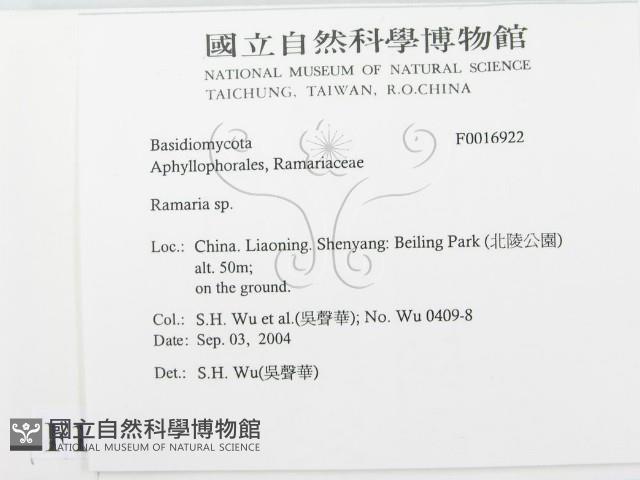 國立自然科學博物館
NATIONAL MUSEUM OF NATURAL SCIENCE
TAICHUNG, TAIWAN, R.O.CHINA
Basidiomycota F0016922
Aphyllophorales, Ramariaceae
Ramaria sp.
Loc.: China. Liaoning. Shenyang: Beiling Park (北陵公園)
alt. 50m;
on the ground.
Col.: S.H. Wu et al.(吳聲華); No. Wu 0409-8
Date: Sep. 03, 2004
Det.: S.H. Wu(吳聲華)
國立自然科學博物館
NATIONAL MUSEUM OF NATURAL SCIENCE